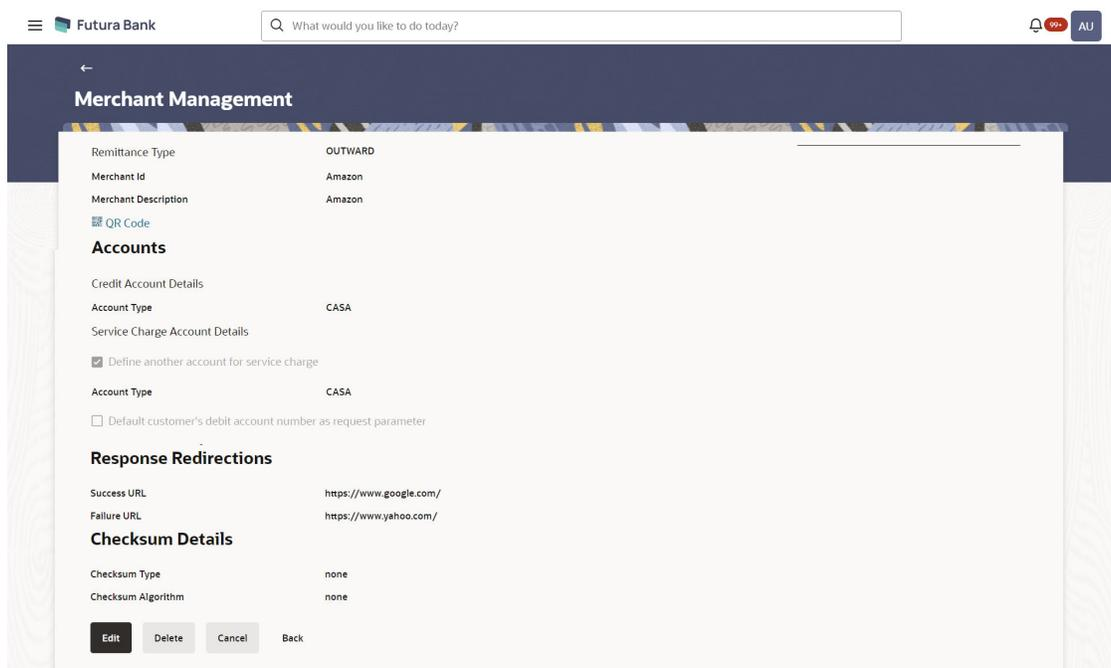 Futura Bank
What would you like to do today?
99+
AU
Merchant Management
Remittance Type OUTWARD
Merchant Id Amazon
Merchant Description Amazon
QR Code
Accounts
Credit Account Details
Account Type CASA
Service Charge Account Details
Define another account for service charge
Account Type CASA
Default customer's debit account number as request parameter
Response Redirections
Success URL https://www.google.com/
Failure URL https://www.yahoo.com/
Checksum Details
Checksum Type none
Checksum Algorithm none
Edit Delete Cancel Back